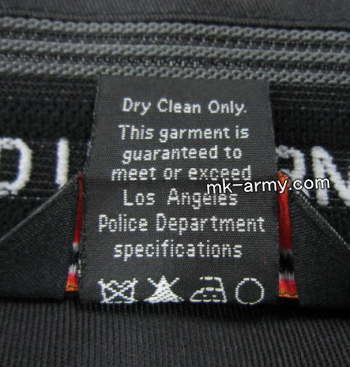 Dry Clean Only.
This garment is
guaranteed to
meet or exceed
mk-army.com
Los Angeles
Police Department
specifications